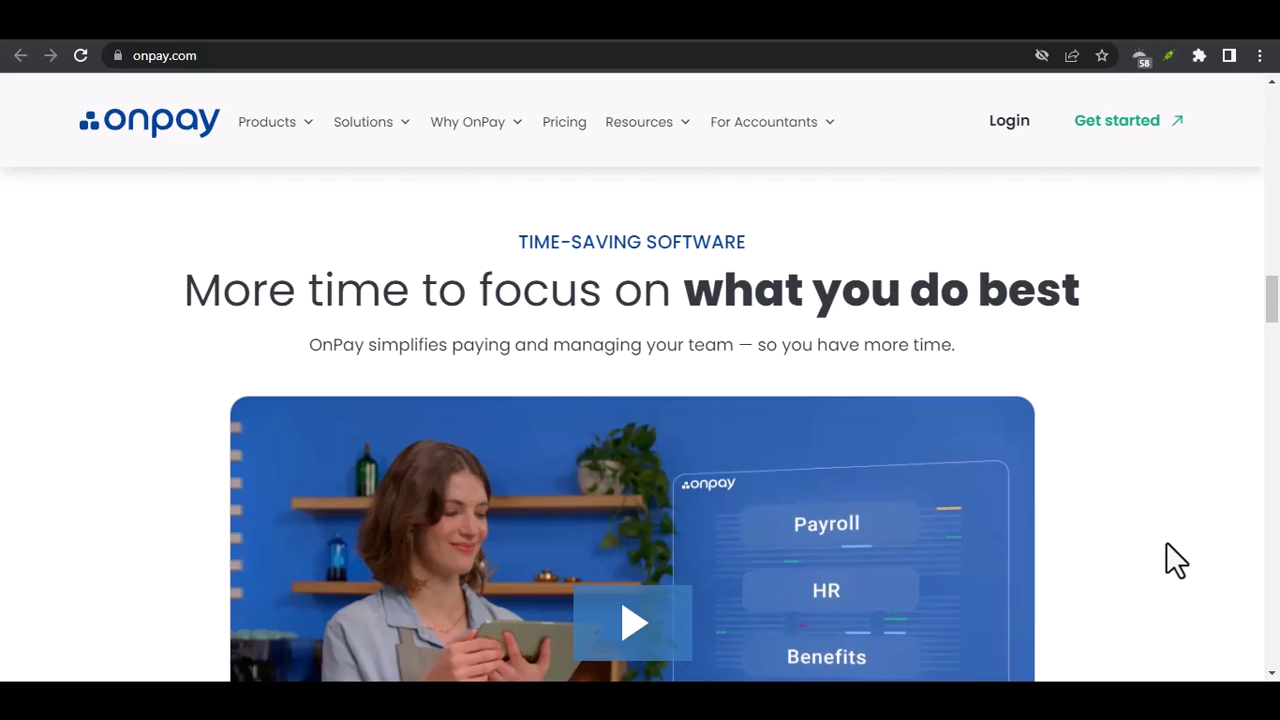 onpay.com
58
onpay
Products
Solutions
Why OnPay
Pricing
Resources
For Accountants
Login
Get started
TIME-SAVING SOFTWARE
More time to focus on what you do best
OnPay simplifies paying and managing your team — so you have more time.
onpay
Payroll
HR
Benefits